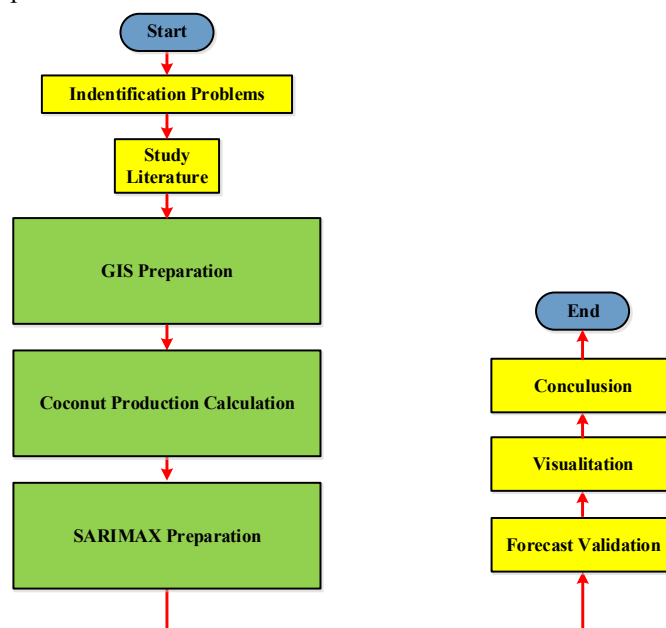 Start
Indentification Problems
Study
Literature
GIS Preparation
Coconut Production Calculation
SARIMAX Preparation
End
Conculusion
Visualitation
Forecast Validation